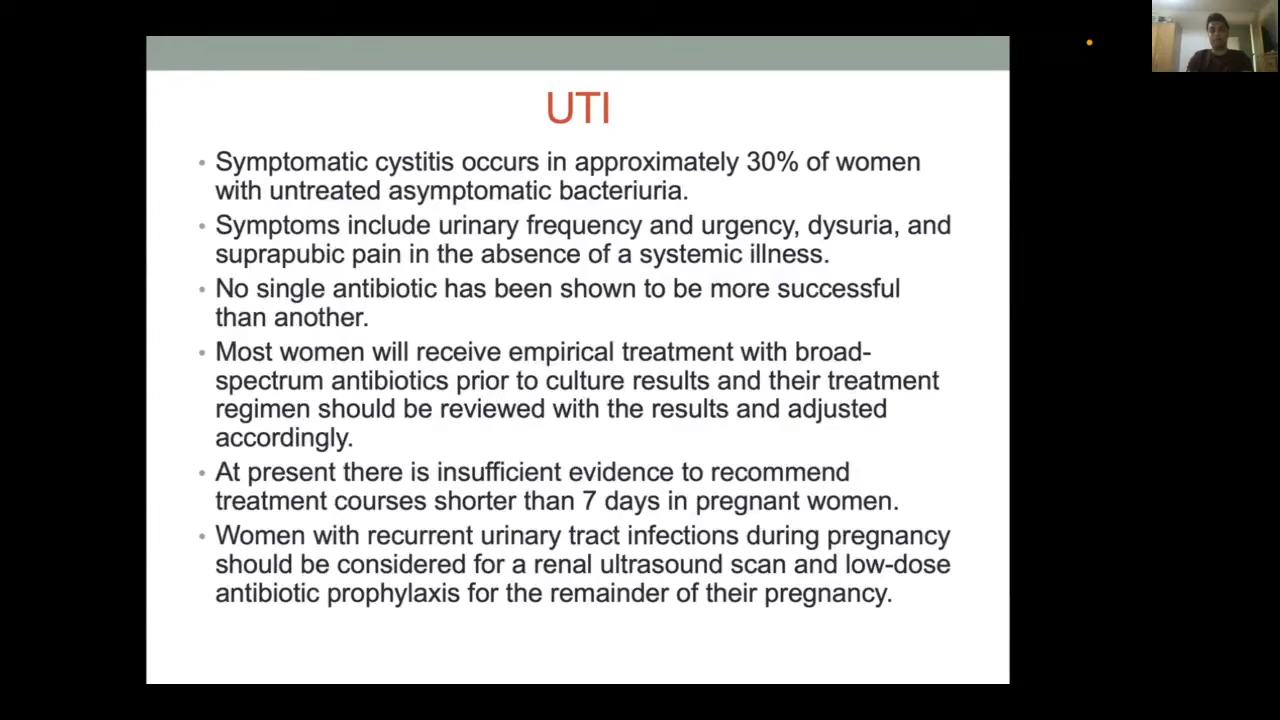 UTI
• Symptomatic cystitis occurs in approximately 30% of women
with untreated asymptomatic bacteriuria.
• Symptoms include urinary frequency and urgency, dysuria, and
suprapubic pain in the absence of a systemic illness.
• No single antibiotic has been shown to be more successful
than another.
• Most women will receive empirical treatment with broad-
spectrum antibiotics prior to culture results and their treatment
regimen should be reviewed with the results and adjusted
accordingly.
• At present there is insufficient evidence to recommend
treatment courses shorter than 7 days in pregnant women.
• Women with recurrent urinary tract infections during pregnancy
should be considered for a renal ultrasound scan and low-dose
antibiotic prophylaxis for the remainder of their pregnancy.